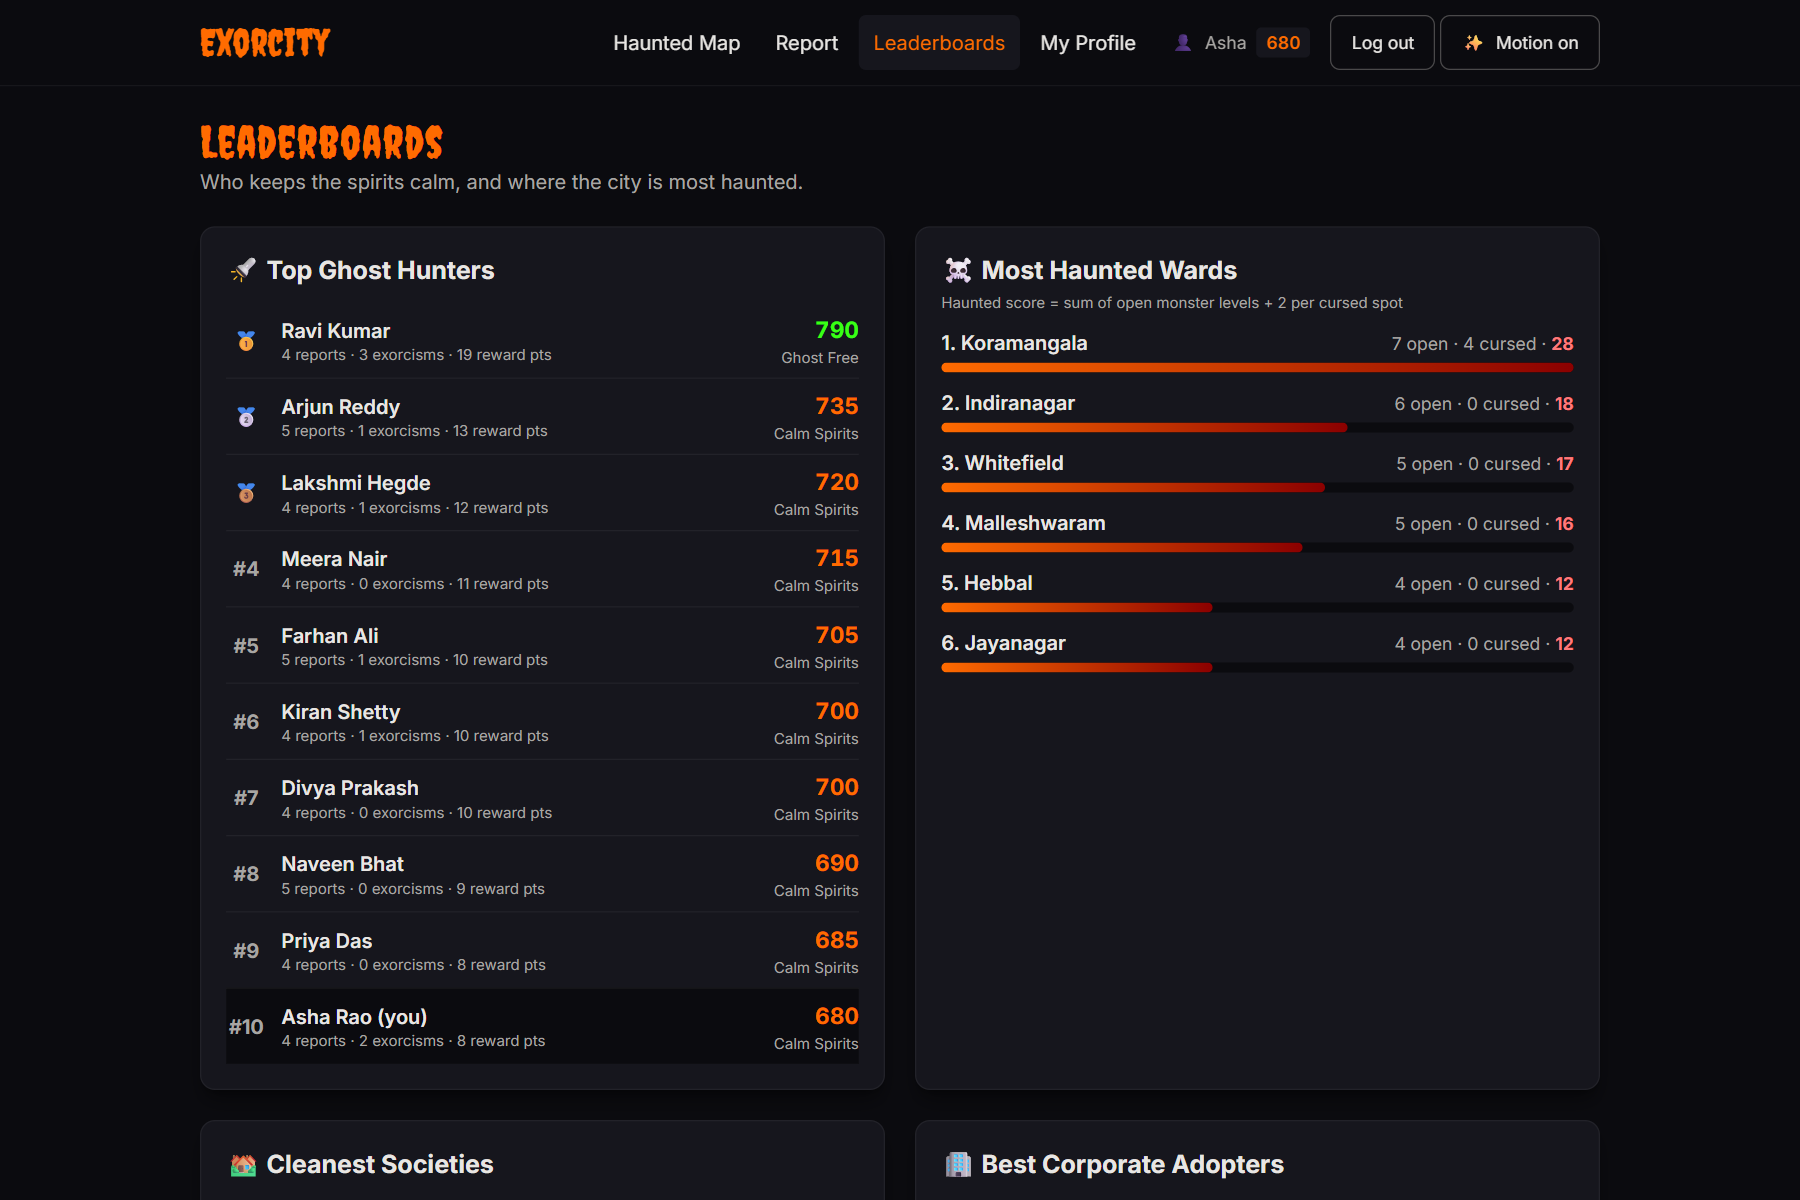 EXORCITY
Haunted Map
Report
Leaderboards
My Profile
Asha 680
Log out
Motion on
LEADERBOARDS
Who keeps the spirits calm, and where the city is most haunted.
Top Ghost Hunters
1
Ravi Kumar
4 reports · 3 exorcisms · 19 reward pts
790
Ghost Free
2
Arjun Reddy
5 reports · 1 exorcisms · 13 reward pts
735
Calm Spirits
3
Lakshmi Hegde
4 reports · 1 exorcisms · 12 reward pts
720
Calm Spirits
#4
Meera Nair
4 reports · 0 exorcisms · 11 reward pts
715
Calm Spirits
#5
Farhan Ali
5 reports · 1 exorcisms · 10 reward pts
705
Calm Spirits
#6
Kiran Shetty
4 reports · 1 exorcisms · 10 reward pts
700
Calm Spirits
#7
Divya Prakash
4 reports · 0 exorcisms · 10 reward pts
700
Calm Spirits
#8
Naveen Bhat
5 reports · 0 exorcisms · 9 reward pts
690
Calm Spirits
#9
Priya Das
4 reports · 0 exorcisms · 8 reward pts
685
Calm Spirits
#10
Asha Rao (you)
4 reports · 2 exorcisms · 8 reward pts
680
Calm Spirits
Most Haunted Wards
Haunted score = sum of open monster levels + 2 per cursed spot
1. Koramangala 7 open · 4 cursed · 28
2. Indiranagar 6 open · 0 cursed · 18
3. Whitefield 5 open · 0 cursed · 17
4. Malleshwaram 5 open · 0 cursed · 16
5. Hebbal 4 open · 0 cursed · 12
6. Jayanagar 4 open · 0 cursed · 12
Cleanest Societies
Best Corporate Adopters